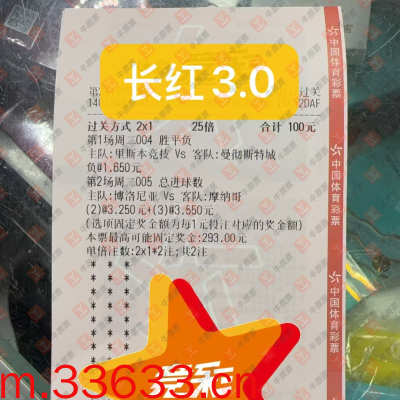 长红3.0
过关
2DAF
过关方式 2x1 25倍 合计 100元
第1场周二004 胜平负
主队:里斯本竞技 Vs 客队:曼彻斯特城
负@1.650元
第2场周二005 总进球数
主队:博洛尼亚 Vs 客队:摩纳哥
(2)@3.250元+(3)@3.550元
(选项固定奖金额为每1元投注对应的奖金额)
本票最高可能固定奖金:293.00元
单倍注数:2x1*2注;共2注
中国体育彩票
中国体育彩票
中国体育彩票
m.33633.cn